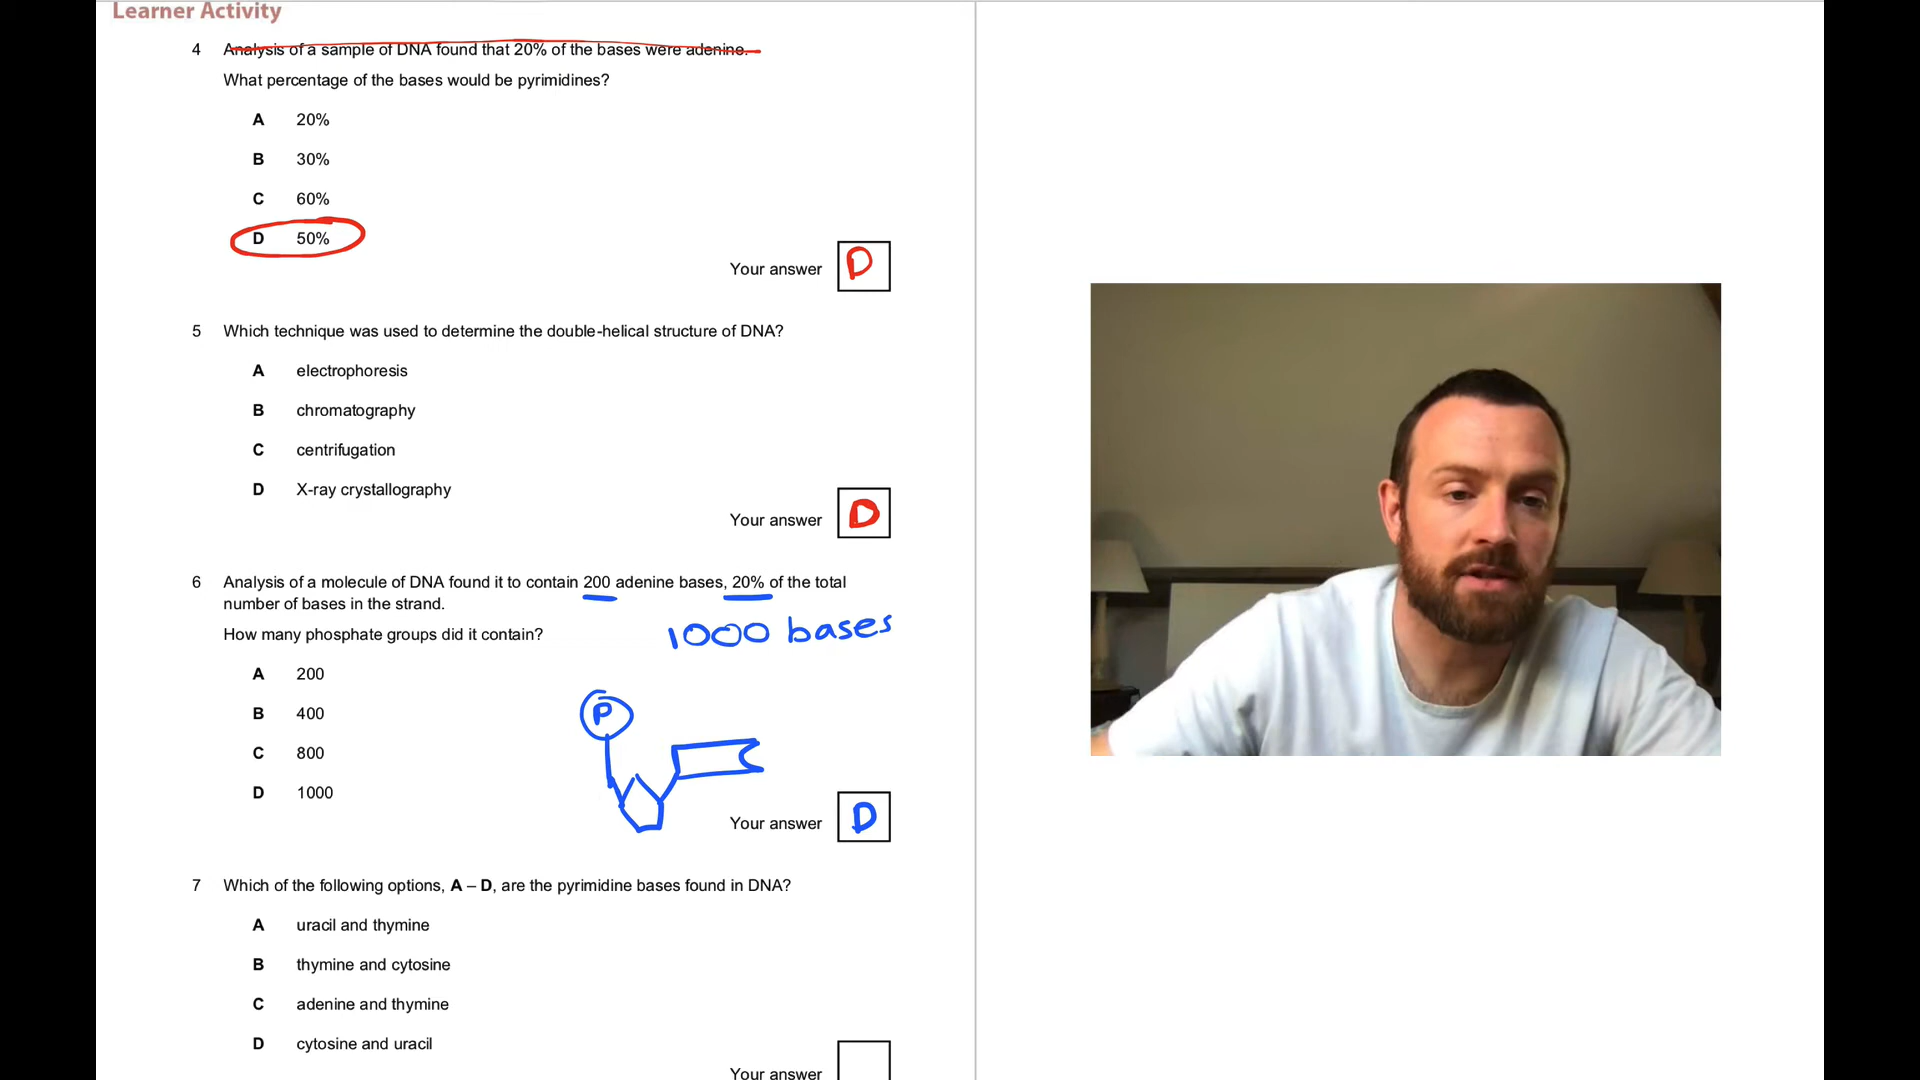 Learner Activity
4 Analysis of a sample of DNA found that 20% of the bases were adenine.
What percentage of the bases would be pyrimidines?
A 20%
B 30%
C 60%
D 50%
Your answer D
5 Which technique was used to determine the double-helical structure of DNA?
A electrophoresis
B chromatography
C centrifugation
D X-ray crystallography
Your answer D
6 Analysis of a molecule of DNA found it to contain 200 adenine bases, 20% of the total
number of bases in the strand.
1000 bases
How many phosphate groups did it contain?
A 200
B 400
C 800
D 1000
P
Your answer D
7 Which of the following options, A – D, are the pyrimidine bases found in DNA?
A uracil and thymine
B thymine and cytosine
C adenine and thymine
D cytosine and uracil
Your answer